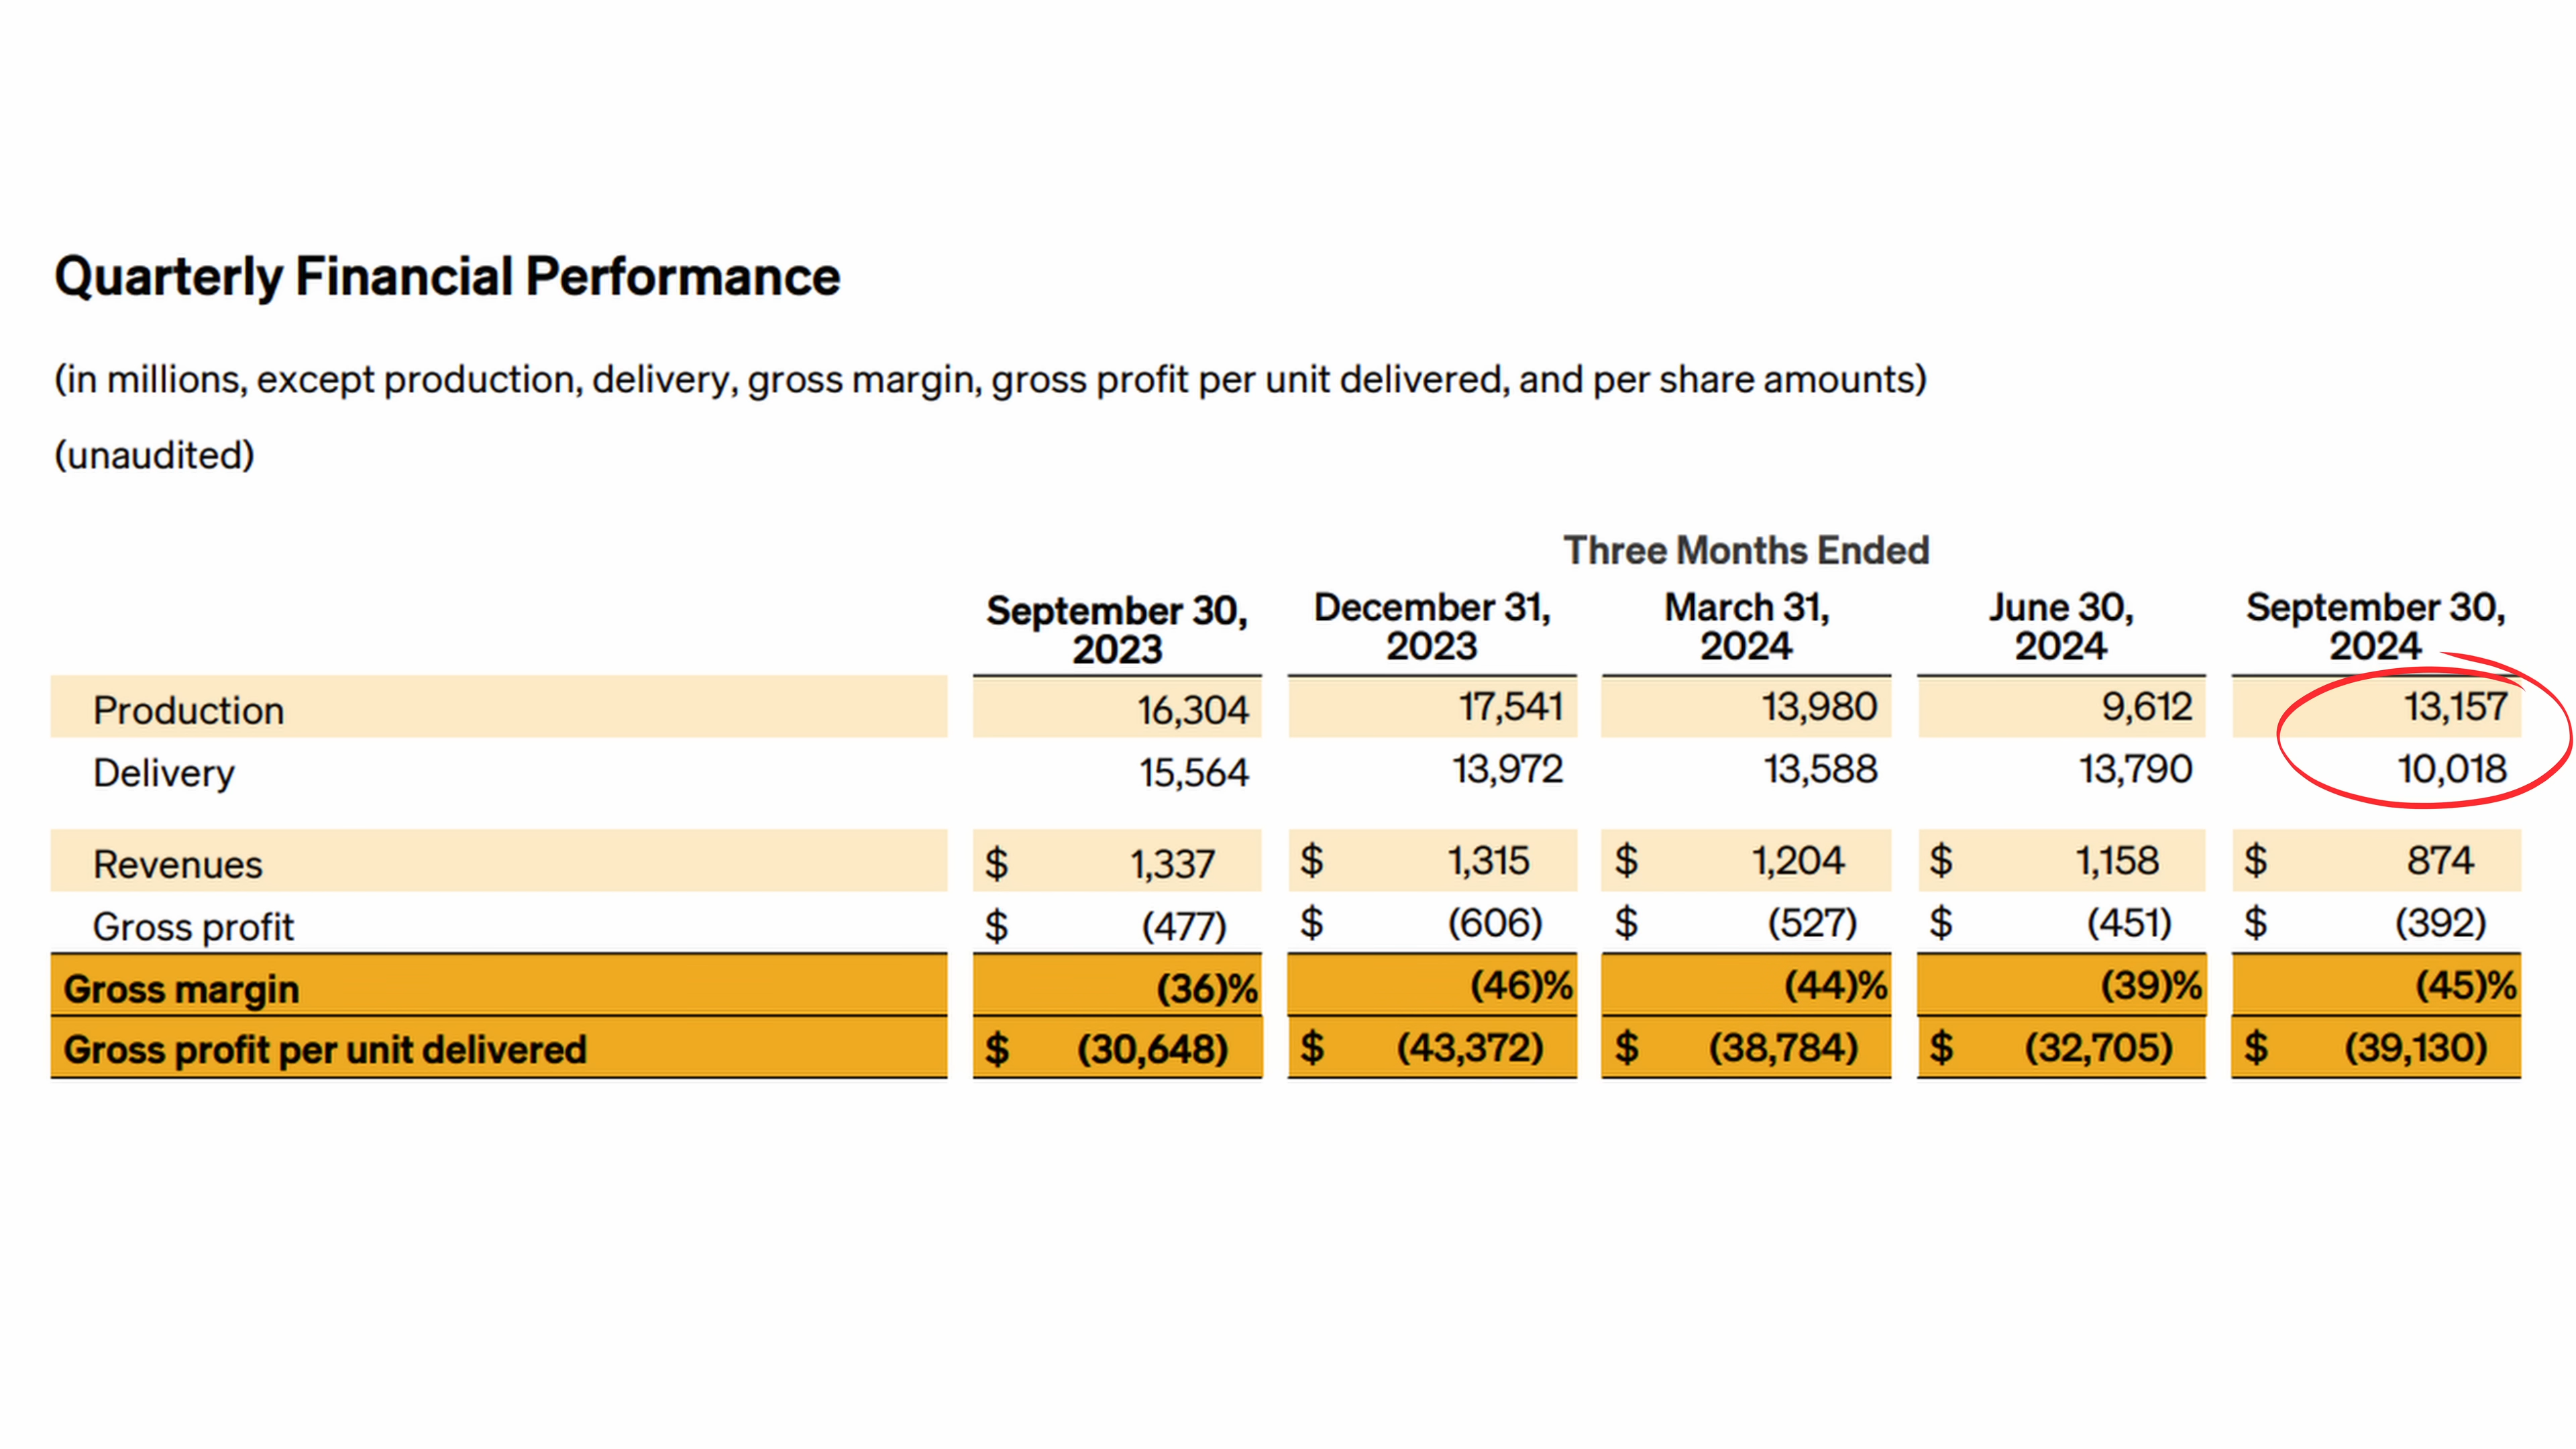 Quarterly Financial Performance
(in millions, except production, delivery, gross margin, gross profit per unit delivered, and per share amounts)
(unaudited)
Three Months Ended
September 30, December 31, March 31, June 30, September 30,
2023 2023 2024 2024 2024
Production 16,304 17,541 13,980 9,612 13,157
Delivery 15,564 13,972 13,588 13,790 10,018
Revenues $ 1,337 $ 1,315 $ 1,204 $ 1,158 $ 874
Gross profit $ (477) $ (606) $ (527) $ (451) $ (392)
Gross margin (36)% (46)% (44)% (39)% (45)%
Gross profit per unit delivered $ (30,648) $ (43,372) $ (38,784) $ (32,705) $ (39,130)